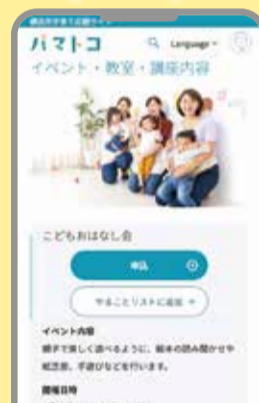 パマトコ
Language
イベント・教室・講座内容
こどもおはなし会
申込
やることリストに追加 +
イベント内容
親子で楽しく遊べるように、絵本の読み聞かせや
紙芝居、手遊びなどを行います。
開催日時